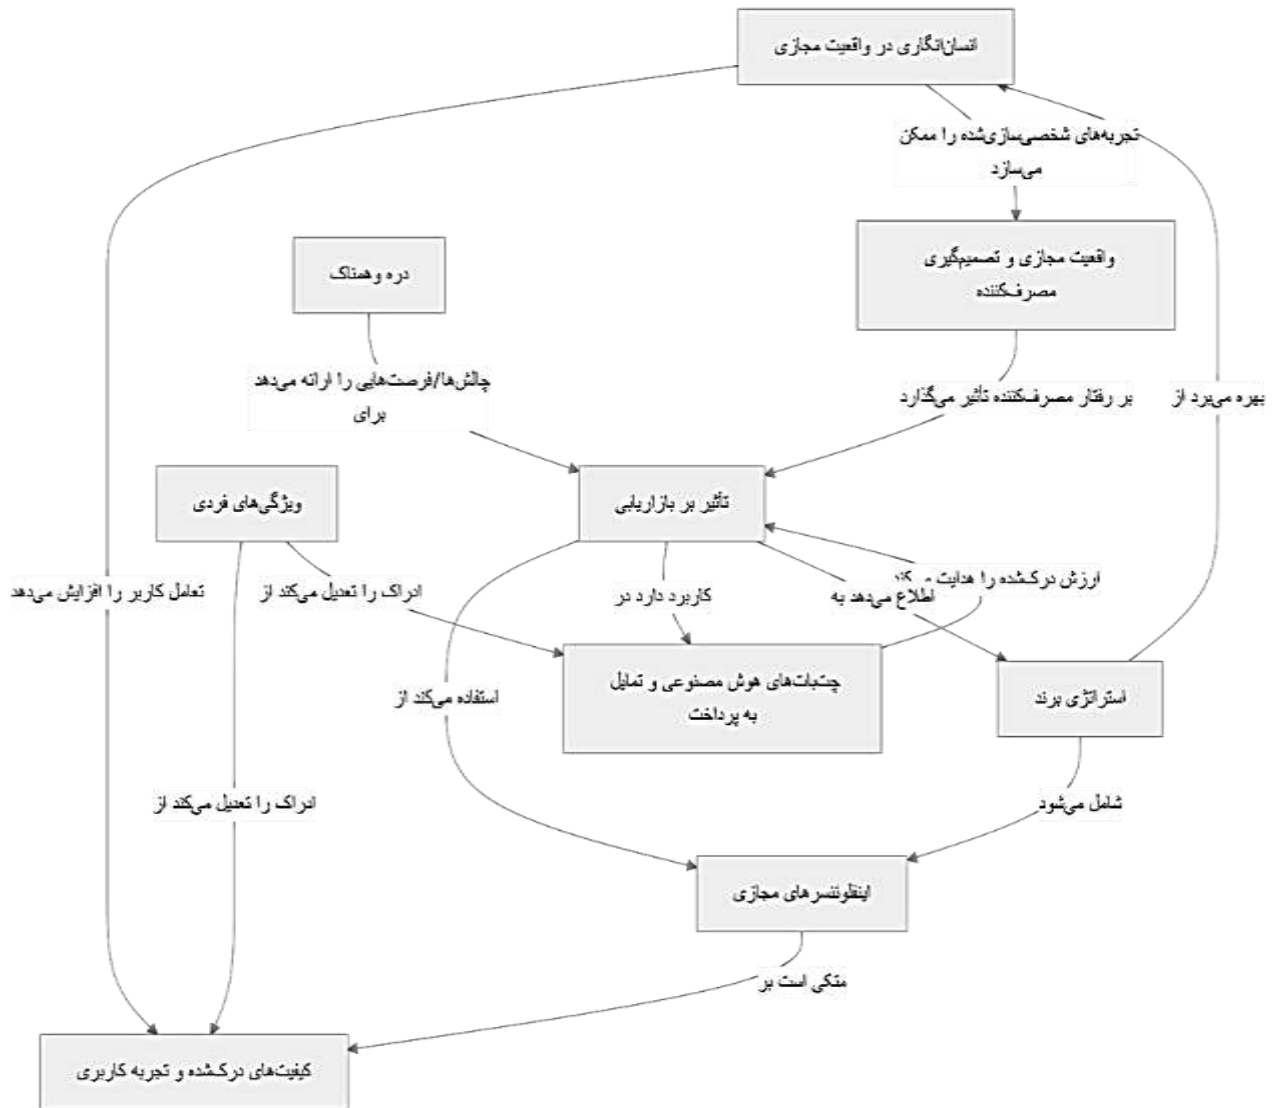 انسان‌انگاری در واقعیت مجازی
تجربه‌های شخصی‌سازی‌شده را ممکن
می‌سازد
واقعیت مجازی و تصمیم‌گیری
مصرف‌کننده
دره وهمناک
چالش‌ها/فرصت‌هایی را ارائه می‌دهد
برای
بر رفتار مصرف‌کننده تأثیر می‌گذارد
بهره می‌برد از
ویژگی‌های فردی
تأثیر بر بازاریابی
تعامل کاربر را افزایش می‌دهد
ادراک را تعدیل می‌کند از
کاربرد دارد در
ارزش درک‌شده را هدایت
اطلاع می‌دهد به
چت‌بات‌های هوش مصنوعی و تمایل
به پرداخت
استفاده می‌کند از
استراتژی برند
ادراک را تعدیل می‌کند از
شامل می‌شود
اینفلوئنسرهای مجازی
متکی است بر
کیفیت‌های درک‌شده و تجربه کاربری